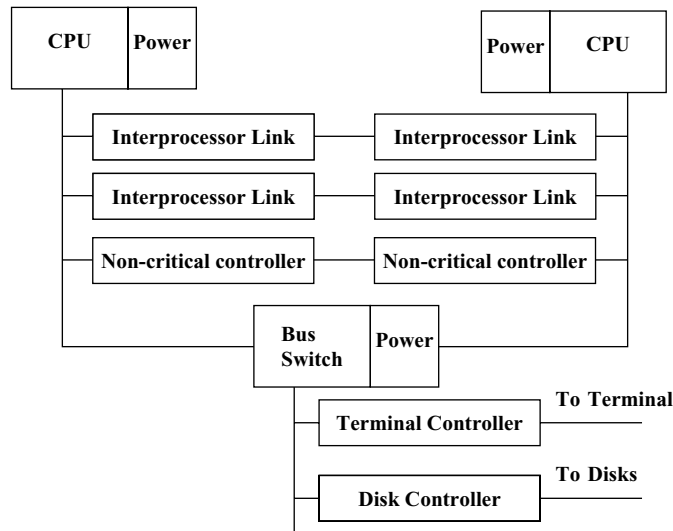 CPU
Power
Power
CPU
Interprocessor Link
Interprocessor Link
Interprocessor Link
Interprocessor Link
Non-critical controller
Non-critical controller
Bus
Switch
Power
To Terminal
Terminal Controller
To Disks
Disk Controller